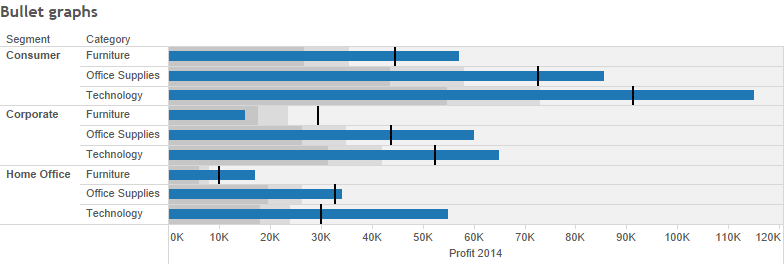 Bullet graphs
Segment Category
Consumer Furniture
Office Supplies
Technology
Corporate Furniture
Office Supplies
Technology
Home Office Furniture
Office Supplies
Technology
0K 10K 20K 30K 40K 50K 60K 70K 80K 90K 100K 110K 120K
Profit 2014